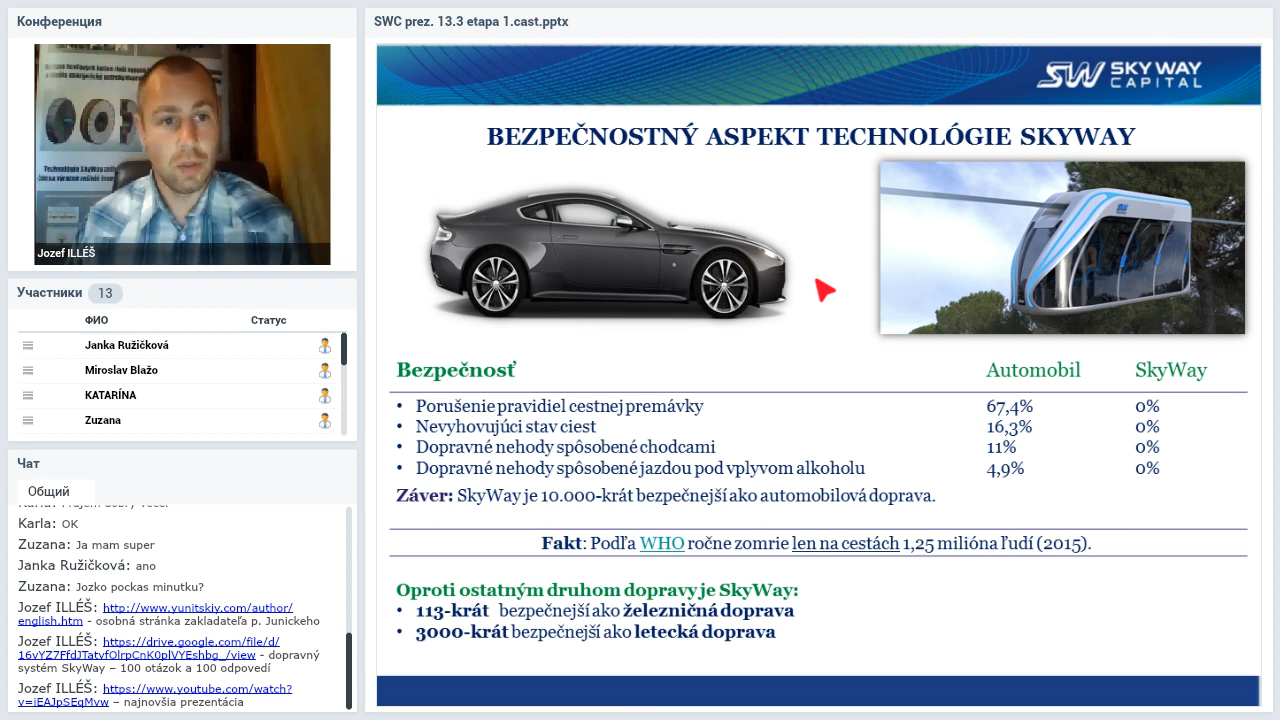 Конференция
Jozef ILLÉŠ
Участники 13
ФИО Статус
Janka Ružičková
Miroslav Blažo
KATARÍNA
Zuzana
Чат
Общий
Karla: OK
Zuzana: Ja mam super
Janka Ružičková: ano
Zuzana: Jozko pockas minutku?
Jozef ILLÉŠ: http://www.yunitskiy.com/author/
english.htm - osobná stránka zakladateľa p. Junickeho
Jozef ILLÉŠ: https://drive.google.com/file/d/
- dopravný
systém SkyWay – 100 otázok a 100 odpovedí
Jozef ILLÉŠ: https://www.youtube.com/watch?
v=jEAJpSEqMvw – najnovšia prezentácia
SWC prez. 13.3 etapa 1.cast.pptx
SW SKY WAY
CAPITAL
BEZPEČNOSTNÝ ASPEKT TECHNOLÓGIE SKYWAY
Bezpečnosť Automobil SkyWay
• Porušenie pravidiel cestnej premávky 67,4% 0%
• Nevyhovujúci stav ciest 16,3% 0%
• Dopravné nehody spôsobené chodcami 11% 0%
• Dopravné nehody spôsobené jazdou pod vplyvom alkoholu 4,9% 0%
Záver: SkyWay je 10.000-krát bezpečnejší ako automobilová doprava.
Fakt: Podľa WHO ročne zomrie len na cestách 1,25 milióna ľudí (2015).
Oproti ostatným druhom dopravy je SkyWay:
• 113-krát bezpečnejší ako železničná doprava
• 3000-krát bezpečnejší ako letecká doprava